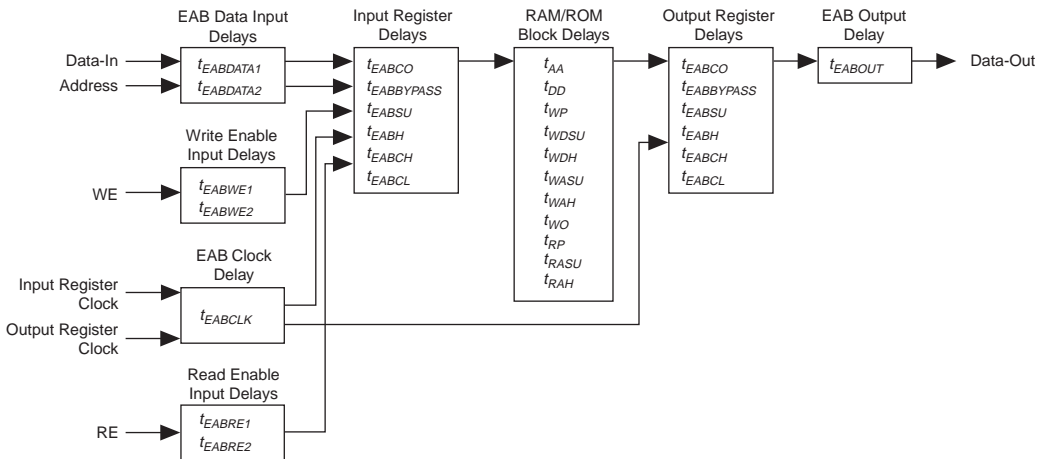 EAB Data Input
Delays
Input Register
Delays
RAM/ROM
Block Delays
Output Register
Delays
EAB Output
Delay
Data-In
Address
tEABDATA1
tEABDATA2
tEABCO
tEABBYPASS
tEABSU
tEABH
tEABCH
tEABCL
tAA
tDD
tWP
tWDSU
tWDH
tWASU
tWAH
tWO
tRP
tRASU
tRAH
tEABCO
tEABBYPASS
tEABSU
tEABH
tEABCH
tEABCL
tEABOUT
Data-Out
Write Enable
Input Delays
WE
tEABWE1
tEABWE2
EAB Clock
Delay
Input Register
Clock
Output Register
Clock
tEABCLK
Read Enable
Input Delays
RE
tEABRE1
tEABRE2